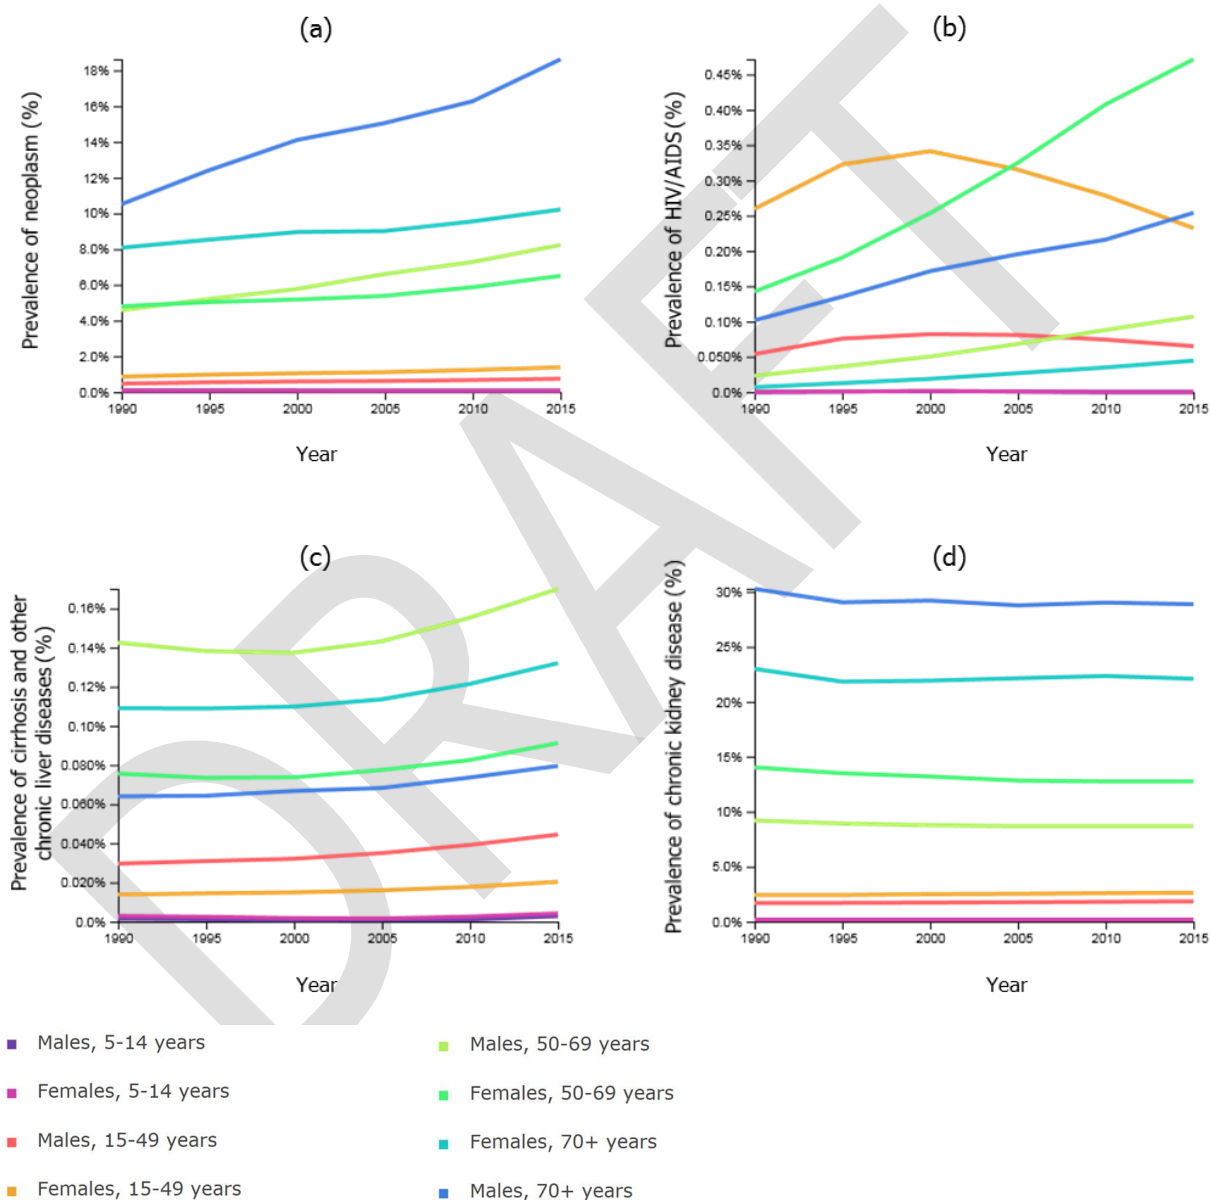 (a)
Prevalence of neoplasm (%)
18%
16%
14%
12%
10%
8.0%
6.0%
4.0%
2.0%
0.0%
1990 1995 2000 2005 2010 2015
Year
(b)
Prevalence of HIV/AIDS (%)
0.45%
0.40%
0.35%
0.30%
0.25%
0.20%
0.15%
0.10%
0.050%
0.0%
1990 1995 2000 2005 2010 2015
Year
(c)
Prevalence of cirrhosis and other
chronic liver diseases (%)
0.16%
0.14%
0.12%
0.10%
0.080%
0.060%
0.040%
0.020%
0.0%
1990 1995 2000 2005 2010 2015
Year
(d)
Prevalence of chronic kidney disease (%)
30%
25%
20%
15%
10%
5.0%
0.0%
1990 1995 2000 2005 2010 2015
Year
DRAFT
Males, 5-14 years
Females, 5-14 years
Males, 15-49 years
Females, 15-49 years
Males, 50-69 years
Females, 50-69 years
Females, 70+ years
Males, 70+ years